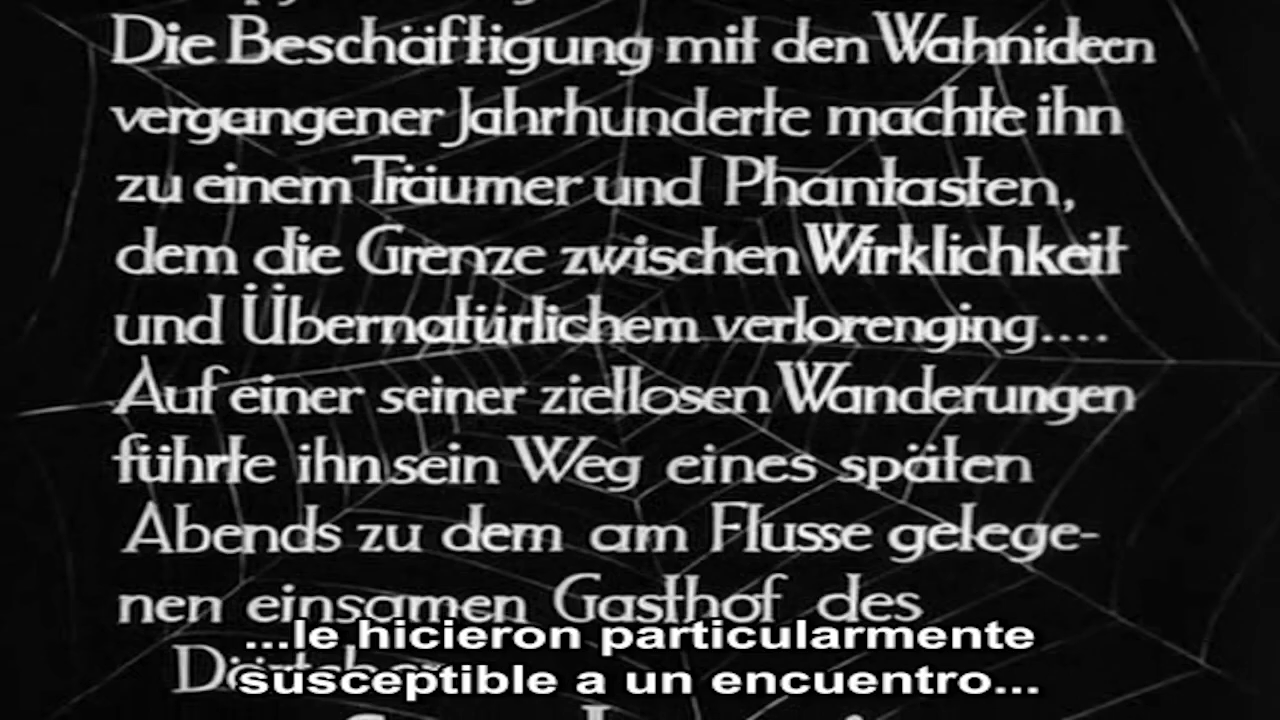 Die Beschäftigung mit den Wahnideen
vergangener Jahrhunderte machte ihn
zu einem Träumer und Phantasten,
dem die Grenze zwischen Wirklichkeit
und Übernatürlichem verlorenging....
Auf einer seiner ziellosen Wanderungen
führte ihn sein Weg eines späten
Abends zu dem am Flusse gelege-
nen einsamen Gasthof des
...le hicieron particularmente
susceptible a un encuentro...